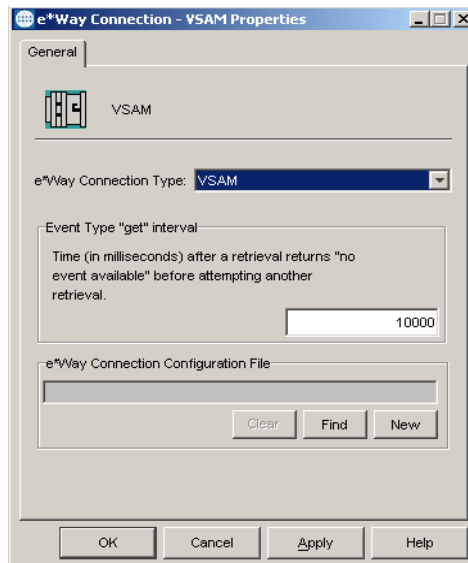 e*Way Connection - VSAM Properties
General
VSAM
e*Way Connection Type: VSAM
Event Type "get" interval
Time (in milliseconds) after a retrieval returns "no
event available" before attempting another
retrieval.
10000
e*Way Connection Configuration File
Clear Find New
OK Cancel Apply Help